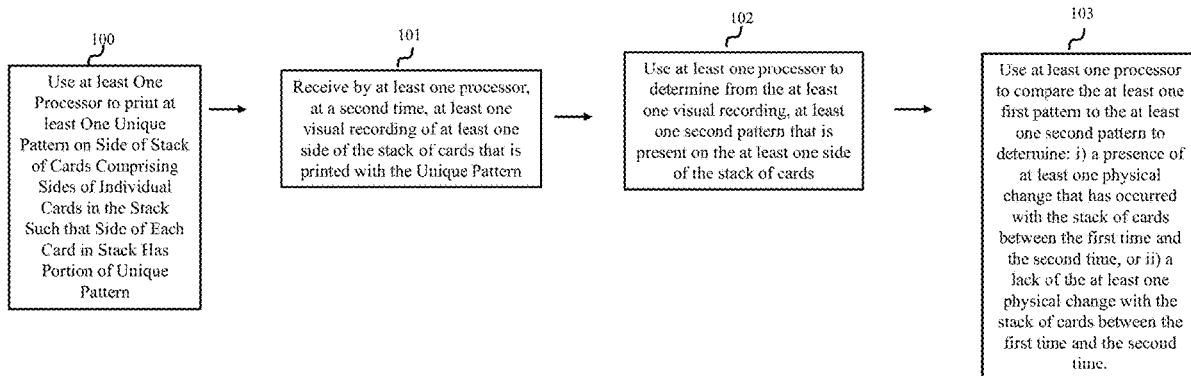 100
Use at least One
Processor to print at
least One Unique
Pattern on Side of Stack
of Cards Comprising
Sides of Individual
Cards in the Stack
Such that Side of Each
Card in Stack Has
Portion of Unique
Pattern
101
Receive by at least one processor,
at a second time, at least one
visual recording of at least one
side of the stack of cards that is
printed with the Unique Pattern
102
Use at least one processor to
determine from the at least
one visual recording, at least
one second pattern that is
present on the at least one side
of the stack of cards
103
Use at least one processor
to compare the at least one
first pattern to the at least
one second pattern to
determine: i) a presence of
at least one physical
change that has occurred
with the stack of cards
between the first time and
the second time, or ii) a
lack of the at least one
physical change with the
stack of cards between the
first time and the second
time.